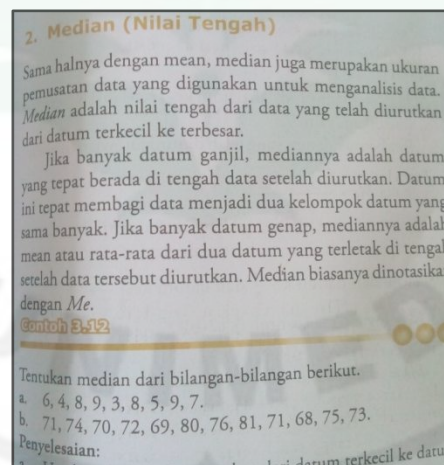 2. Median (Nilai Tengah)
Sama halnya dengan mean, median juga merupakan ukuran
pemusatan data yang digunakan untuk menganalisis data.
Median adalah nilai tengah dari data yang telah diurutkan
dari datum terkecil ke terbesar.
Jika banyak datum ganjil, mediannya adalah datum
yang tepat berada di tengah data setelah diurutkan. Datum
ini tepat membagi data menjadi dua kelompok datum yang
sama banyak. Jika banyak datum genap, mediannya adalah
mean atau rata-rata dari dua datum yang terletak di tengah
setelah data tersebut diurutkan. Median biasanya dinotasika
dengan Me.
Contoh 3.12
Tentukan median dari bilangan-bilangan berikut.
a. 6, 4, 8, 9, 3, 8, 5, 9, 7.
b. 71, 74, 70, 72, 69, 80, 76, 81, 71, 68, 75, 73.
Penyelesaian:
datum terkecil ke datu